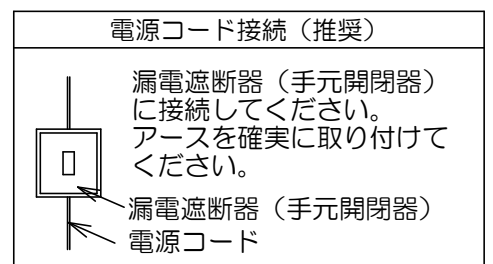 電源コード接続（推奨）
漏電遮断器（手元開閉器）
に接続してください。
アースを確実に取り付けて
ください。
漏電遮断器（手元開閉器）
電源コード